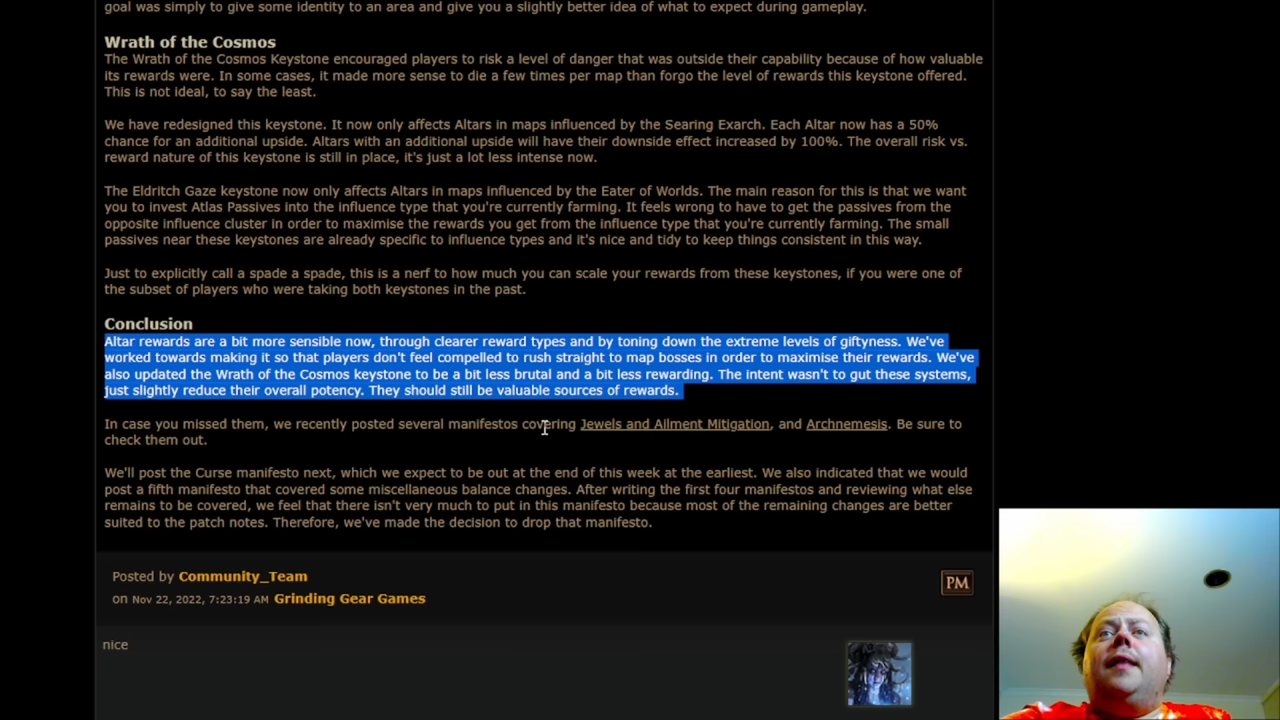 goal was simply to give some identity to an area and give you a slightly better idea of what to expect during gameplay.
Wrath of the Cosmos
The Wrath of the Cosmos Keystone encouraged players to risk a level of danger that was outside their capability because of how valuable
its rewards were. In some cases, it made more sense to die a few times per map than forgo the level of rewards this keystone offered.
This is not ideal, to say the least.
We have redesigned this keystone. It now only affects Altars in maps influenced by the Searing Exarch. Each Altar now has a 50%
chance for an additional upside. Altars with an additional upside will have their downside effect increased by 100%. The overall risk vs.
reward nature of this keystone is still in place, it's just a lot less intense now.
The Eldritch Gaze keystone now only affects Altars in maps influenced by the Eater of Worlds. The main reason for this is that we want
you to invest Atlas Passives into the influence type that you're currently farming. It feels wrong to have to get the passives from the
opposite influence cluster in order to maximise the rewards you get from the influence type that you're currently farming. The small
passives near these keystones are already specific to influence types and it's nice and tidy to keep things consistent in this way.
Just to explicitly call a spade a spade, this is a nerf to how much you can scale your rewards from these keystones, if you were one of
the subset of players who were taking both keystones in the past.
Conclusion
Altar rewards are a bit more sensible now, through clearer reward types and by toning down the extreme levels of giftyness. We've
worked towards making it so that players don't feel compelled to rush straight to map bosses in order to maximise their rewards. We've
also updated the Wrath of the Cosmos keystone to be a bit less brutal and a bit less rewarding. The intent wasn't to gut these systems,
just slightly reduce their overall potency. They should still be valuable sources of rewards.
In case you missed them, we recently posted several manifestos covering Jewels and Ailment Mitigation, and Archnemesis. Be sure to
check them out.
We'll post the Curse manifesto next, which we expect to be out at the end of this week at the earliest. We also indicated that we would
post a fifth manifesto that covered some miscellaneous balance changes. After writing the first four manifestos and reviewing what else
remains to be covered, we feel that there isn't very much to put in this manifesto because most of the remaining changes are better
suited to the patch notes. Therefore, we've made the decision to drop that manifesto.
Posted by Community_Team
PM
on Nov 22, 2022, 7:23:19 AM Grinding Gear Games
nice